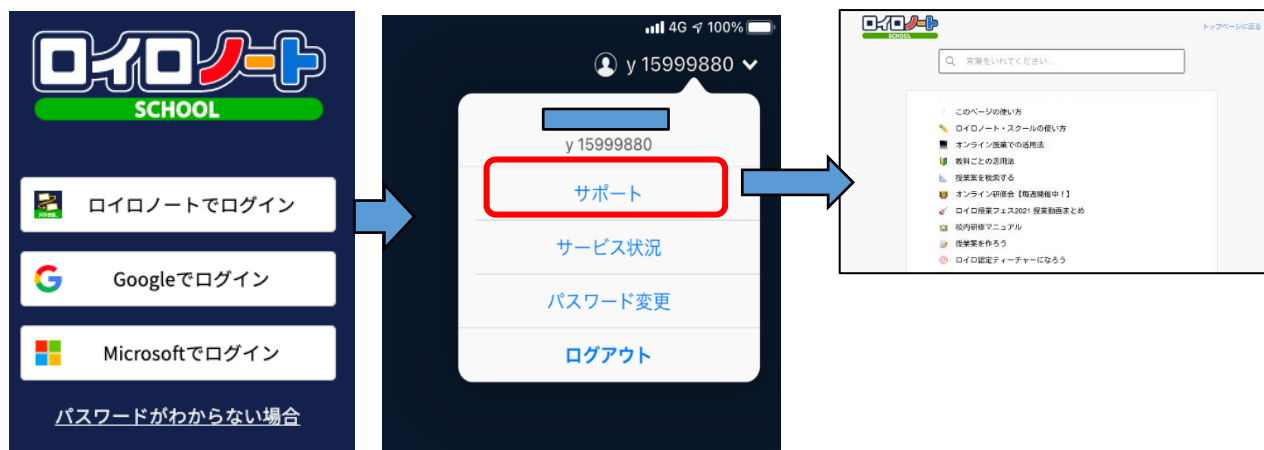 ロイロノート
SCHOOL
ロイロノートでログイン
Googleでログイン
Microsoftでログイン
パスワードがわからない場合
4G 100%
y 15999880
y 15999880
サポート
サービス状況
パスワード変更
ログアウト
ロイロノート
SCHOOL
トップページに戻る
言葉をいれてください...
このページの使い方
ロイロノート・スクールの使い方
オンライン授業での活用法
教科ごとの活用法
授業案を検索する
オンライン研修会【毎週開催中!】
ロイロ授業フェス2021 授業動画まとめ
校内研修マニュアル
授業案を作ろう
ロイロ認定ティーチャーになろう